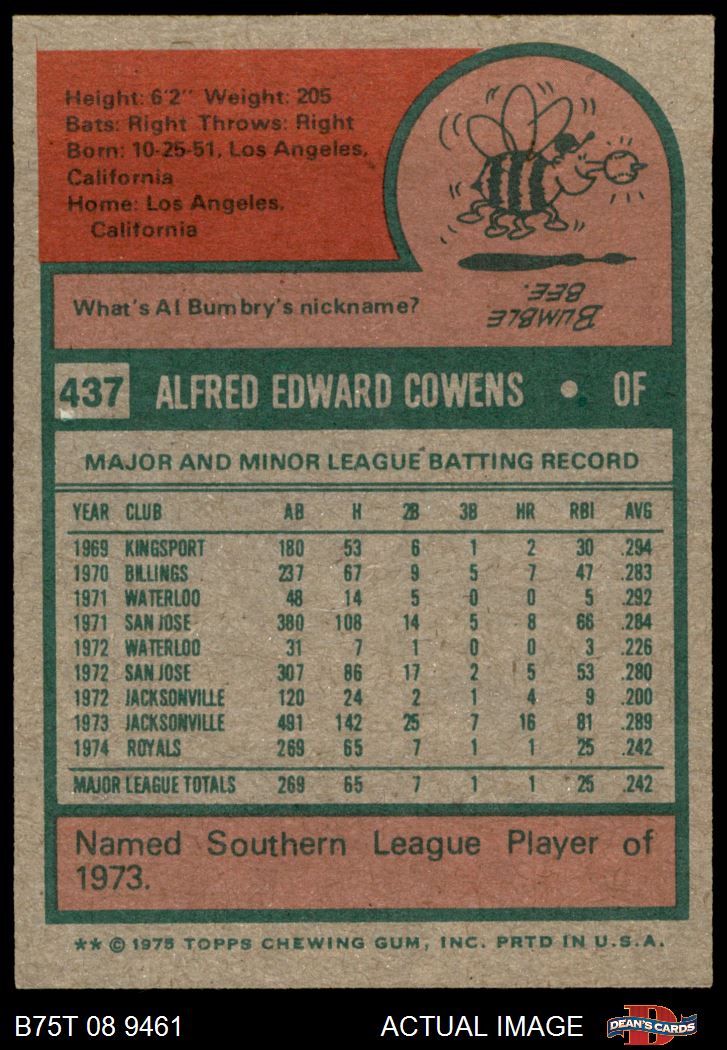 Height: 6'2" Weight: 205
Bats: Right Throws: Right
Born: 10-25-51, Los Angeles,
California
Home: Los Angeles,
California
What's Al Bumbry's nickname?
BUMBLE
BEE.
437 ALFRED EDWARD COWENS • OF
MAJOR AND MINOR LEAGUE BATTING RECORD
YEAR CLUB AB H 2B 3B HR RBI AVG
1969 KINGSPORT 180 53 6 1 2 30 .294
1970 BILLINGS 237 67 9 5 7 47 .283
1971 WATERLOO 48 14 5 0 0 5 .292
1971 SAN JOSE 380 108 14 5 8 66 .284
1972 WATERLOO 31 7 1 0 0 3 .226
1972 SAN JOSE 307 86 17 2 5 53 .280
1972 JACKSONVILLE 120 24 2 1 4 9 .200
1973 JACKSONVILLE 491 142 25 7 16 81 .289
1974 ROYALS 269 65 7 1 1 25 .242
MAJOR LEAGUE TOTALS 269 65 7 1 1 25 .242
Named Southern League Player of
1973.
** © 1975 TOPPS CHEWING GUM, INC. PRTD IN U.S.A.
B75T 08 9461 ACTUAL IMAGE D DEAN'S CARDS